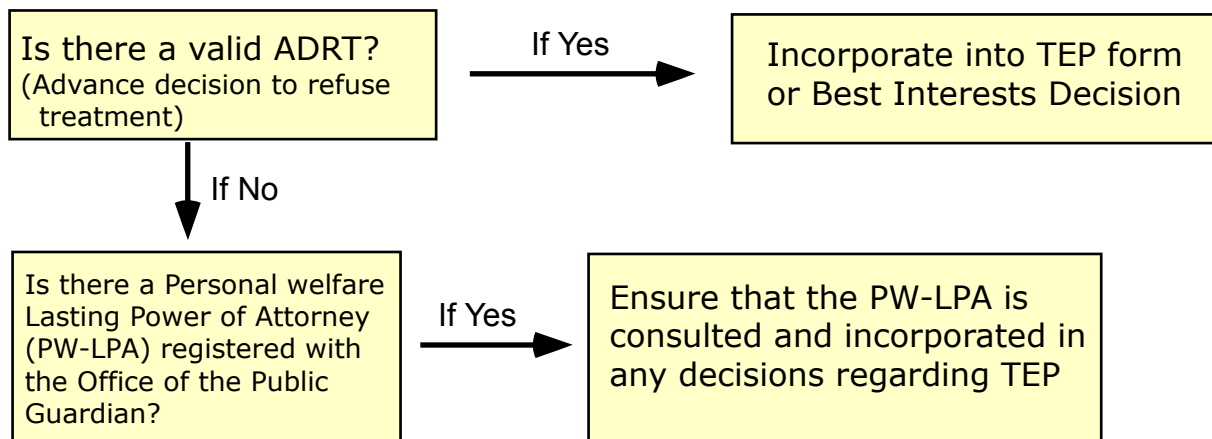 Is there a valid ADRT?
(Advance decision to refuse
treatment)
If Yes
Incorporate into TEP form
or Best Interests Decision
If No
Is there a Personal welfare
Lasting Power of Attorney
(PW-LPA) registered with
the Office of the Public
Guardian?
If Yes
Ensure that the PW-LPA is
consulted and incorporated in
any decisions regarding TEP